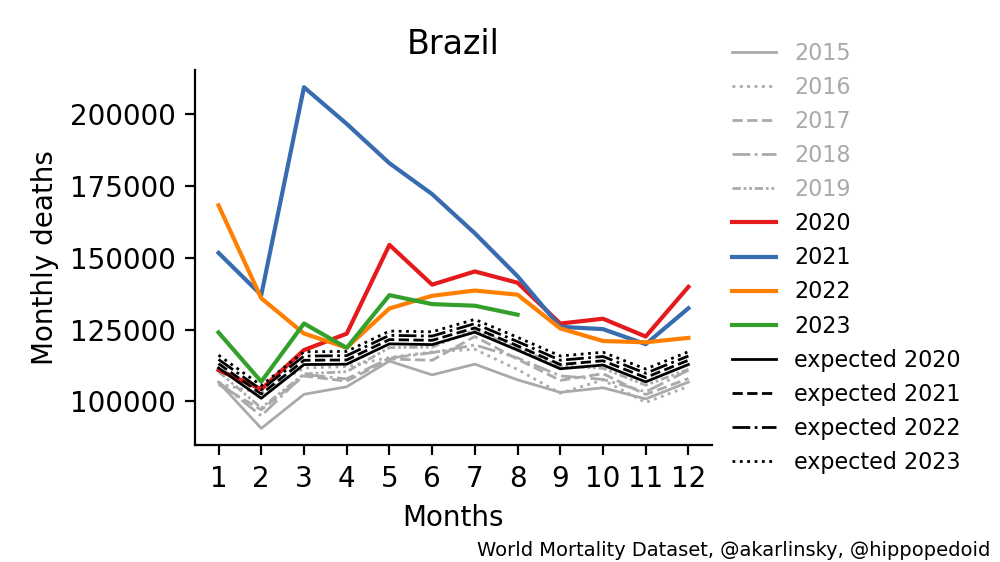 Brazil
Monthly deaths
200000
175000
150000
125000
100000
1 2 3 4 5 6 7 8 9 10 11 12
Months
2015
2016
2017
2018
2019
2020
2021
2022
2023
expected 2020
expected 2021
expected 2022
expected 2023
World Mortality Dataset, @akarlinsky, @hippopedoid